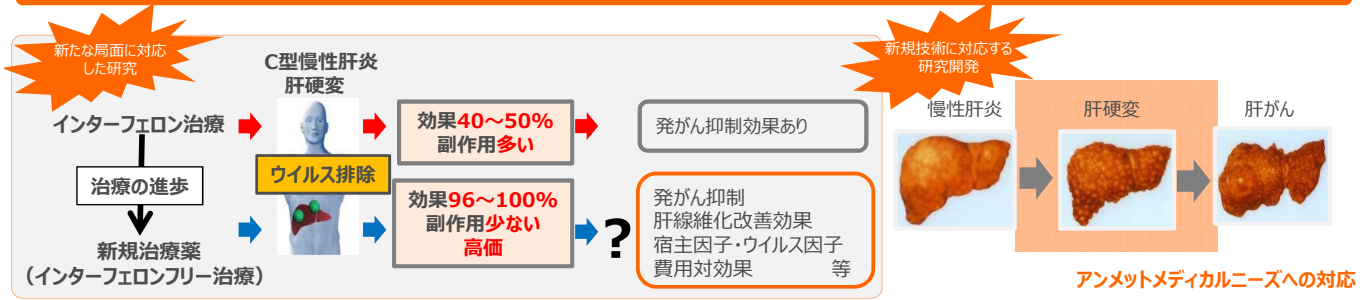 新たな局面に対応
した研究
C型慢性肝炎
肝硬変
インターフェロン治療
効果40～50%
副作用多い
発がん抑制効果あり
治療の進歩
ウイルス排除
新規治療薬
（インターフェロンフリー治療）
効果96～100%
副作用少ない
高価
?
発がん抑制
肝線維化改善効果
宿主因子・ウイルス因子
費用対効果　　　等
新規技術に対応する
研究開発
慢性肝炎
肝硬変
肝がん
アンメットメディカルニーズへの対応